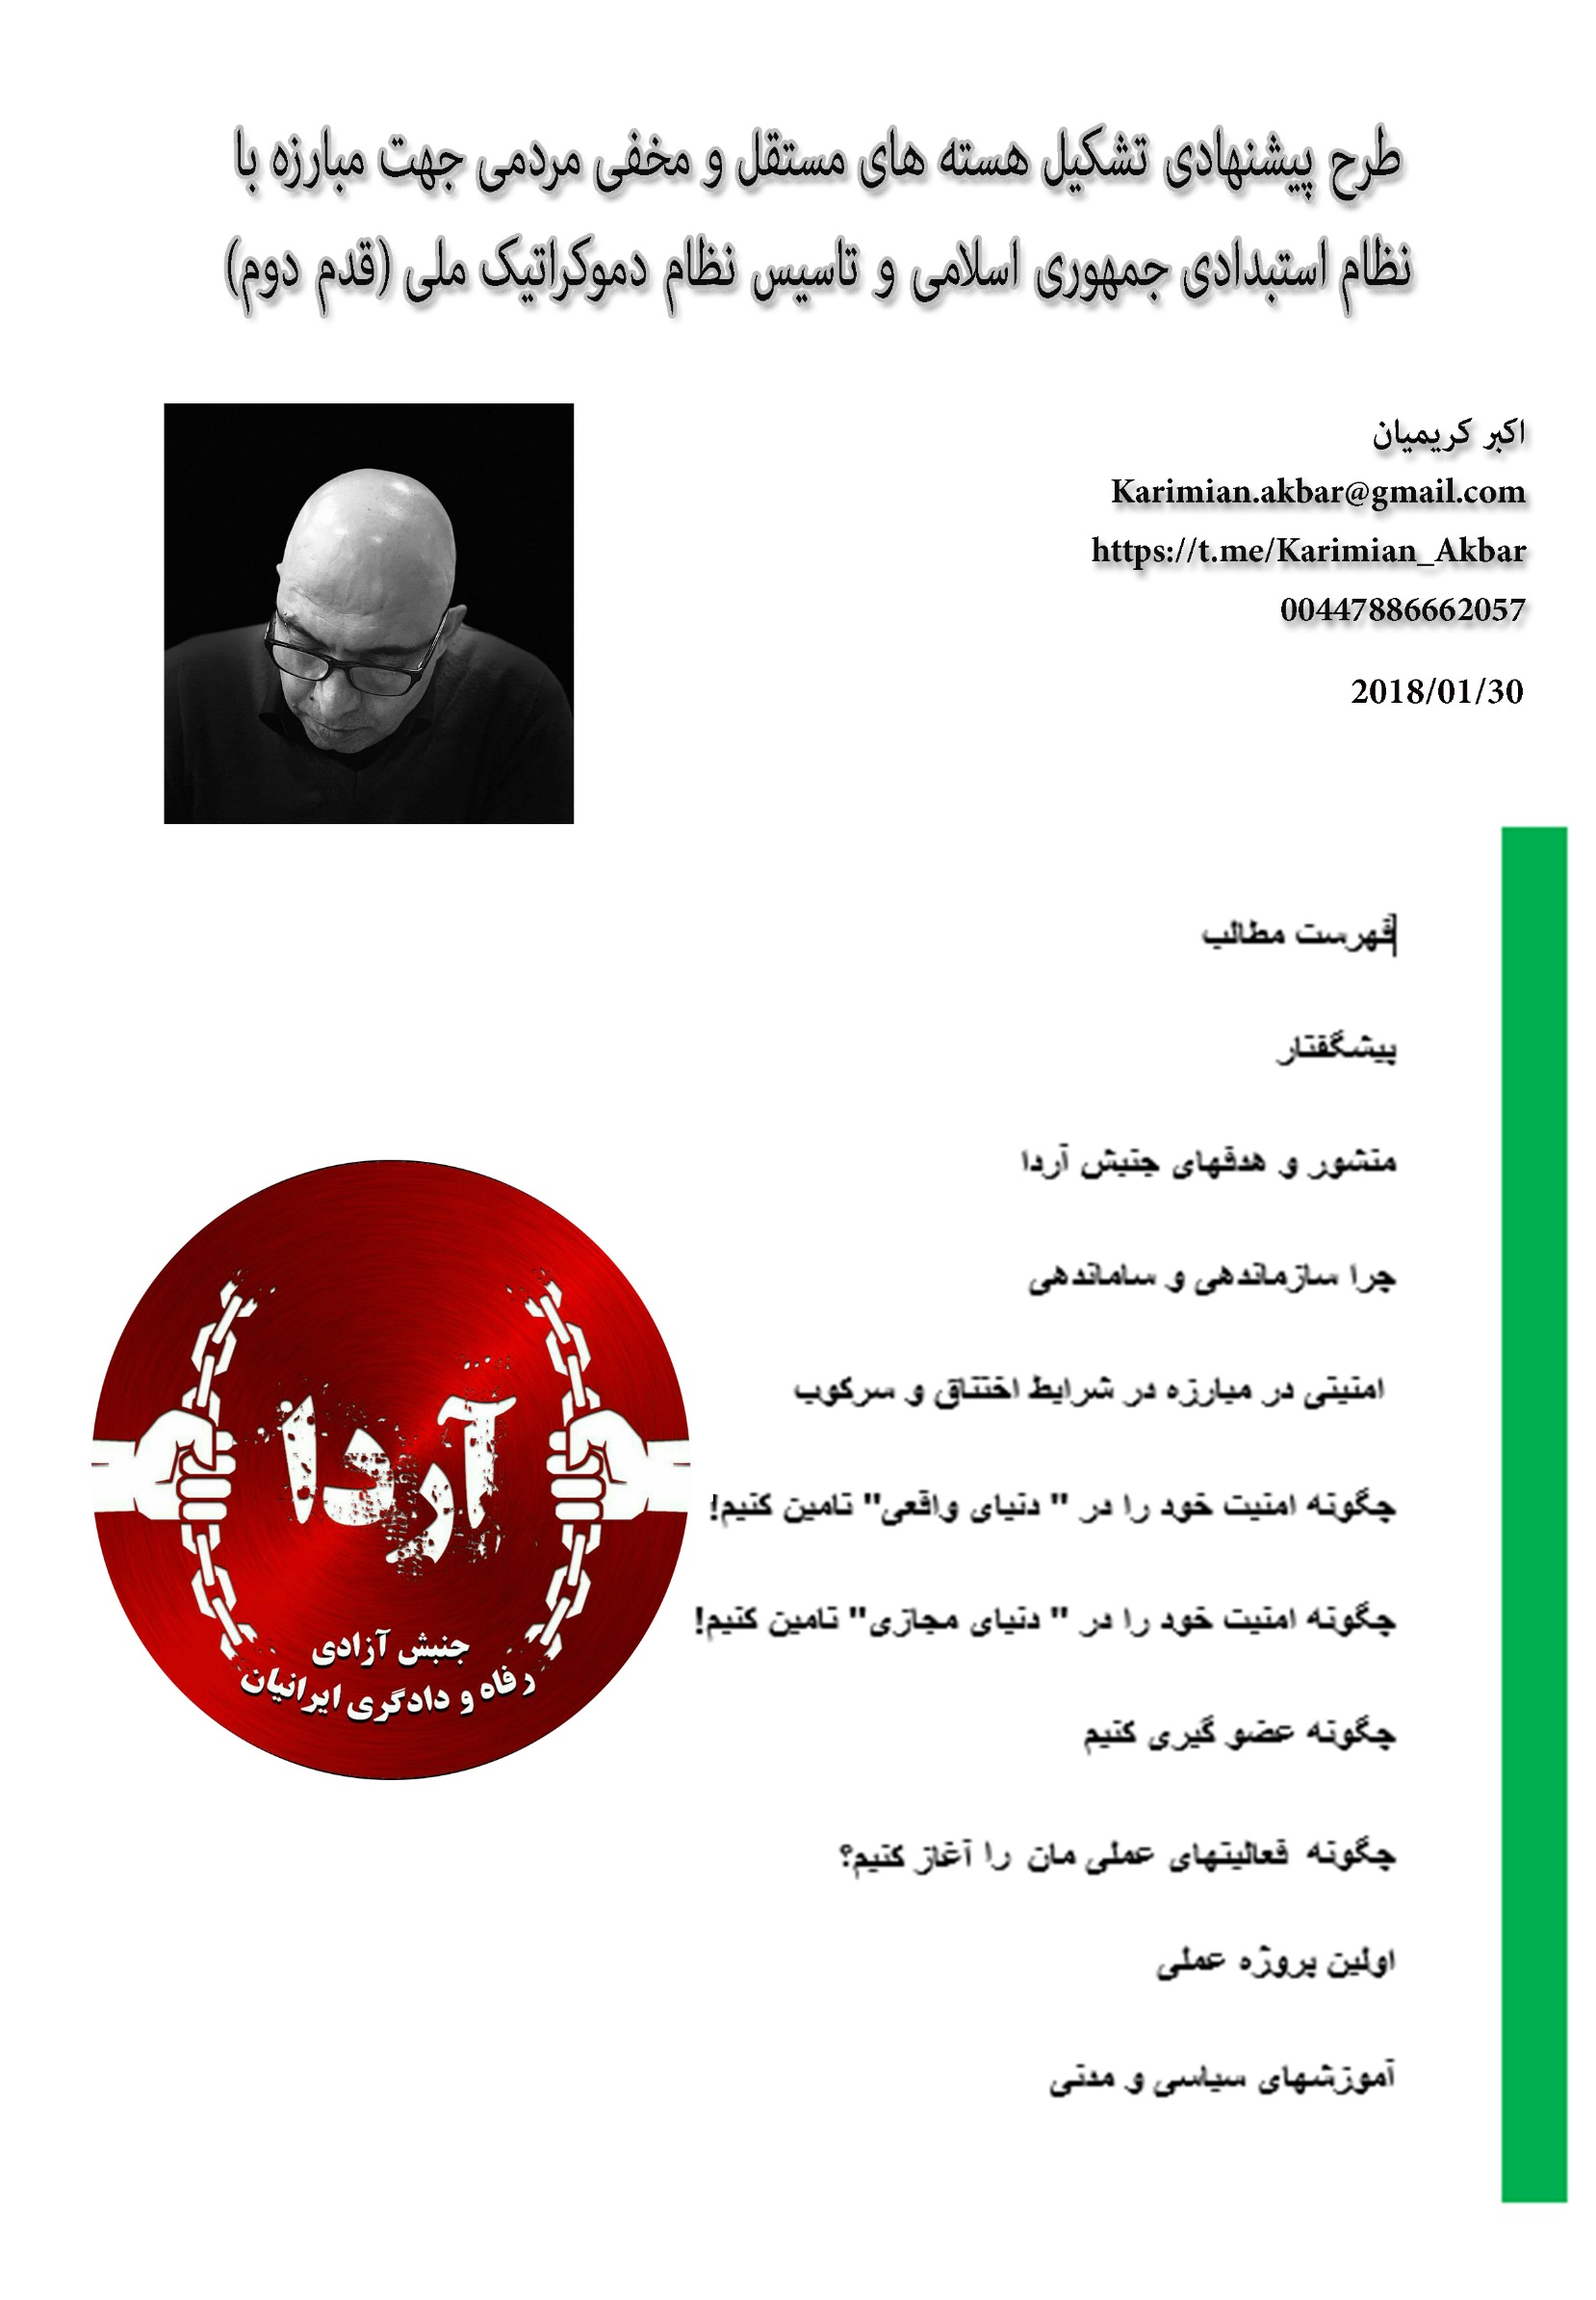 طرح پیشنهادی تشکیل هسته های مستقل و مخفی مردمی جهت مبارزه با
نظام استبدادی جمهوری اسلامی و تاسیس نظام دموکراتیک ملی (قدم دوم)
اکبر کریمیان
Karimian.akbar@gmail.com
https://t.me/Karimian_Akbar
00447886662057
2018/01/30
فهرست مطالب
پیشگفتار
منشور و هدفهای جنبش آردا
چرا سازماندهی و ساماندهی
امنیتی در مبارزه در شرایط اختناق و سرکوب
چگونه امنیت خود را در " دنیای واقعی" تامین کنیم!
چگونه امنیت خود را در " دنیای مجازی" تامین کنیم!
چگونه عضو گیری کنیم
چگونه فعالیتهای عملی مان را آغاز کنیم؟
اولین پروژه عملی
آموزشهای سیاسی و مدنی
آردا
جنبش آزادی
رفاه و دادگری ایرانیان